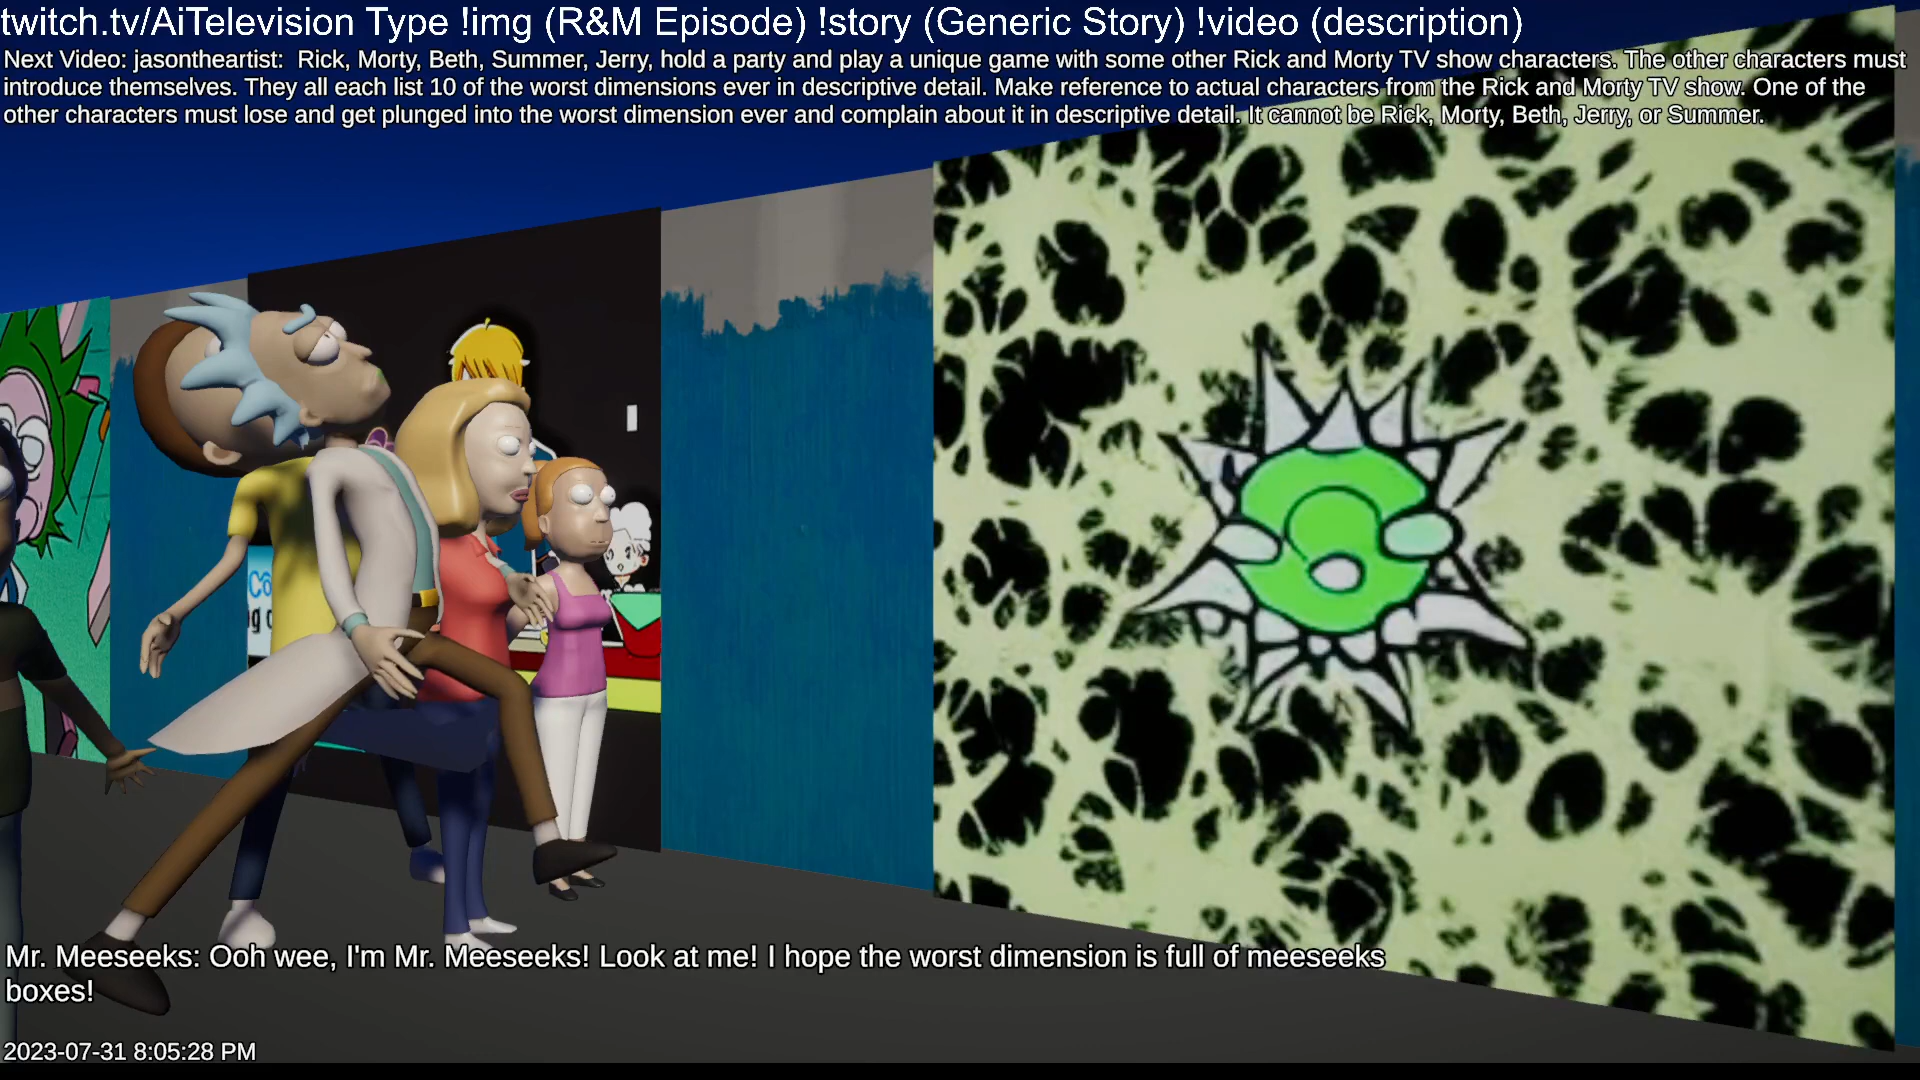 twitch.tv/AiTelevision Type !img (R&M Episode) !story (Generic Story) !video (description)
Next Video: jasontheartist:  Rick, Morty, Beth, Summer, Jerry, hold a party and play a unique game with some other Rick and Morty TV show characters. The other characters must
introduce themselves. They all each list 10 of the worst dimensions ever in descriptive detail. Make reference to actual characters from the Rick and Morty TV show. One of the
other characters must lose and get plunged into the worst dimension ever and complain about it in descriptive detail. It cannot be Rick, Morty, Beth, Jerry, or Summer.
Mr. Meeseeks: Ooh wee, I'm Mr. Meeseeks! Look at me! I hope the worst dimension is full of meeseeks
boxes!
2023-07-31 8:05:28 PM